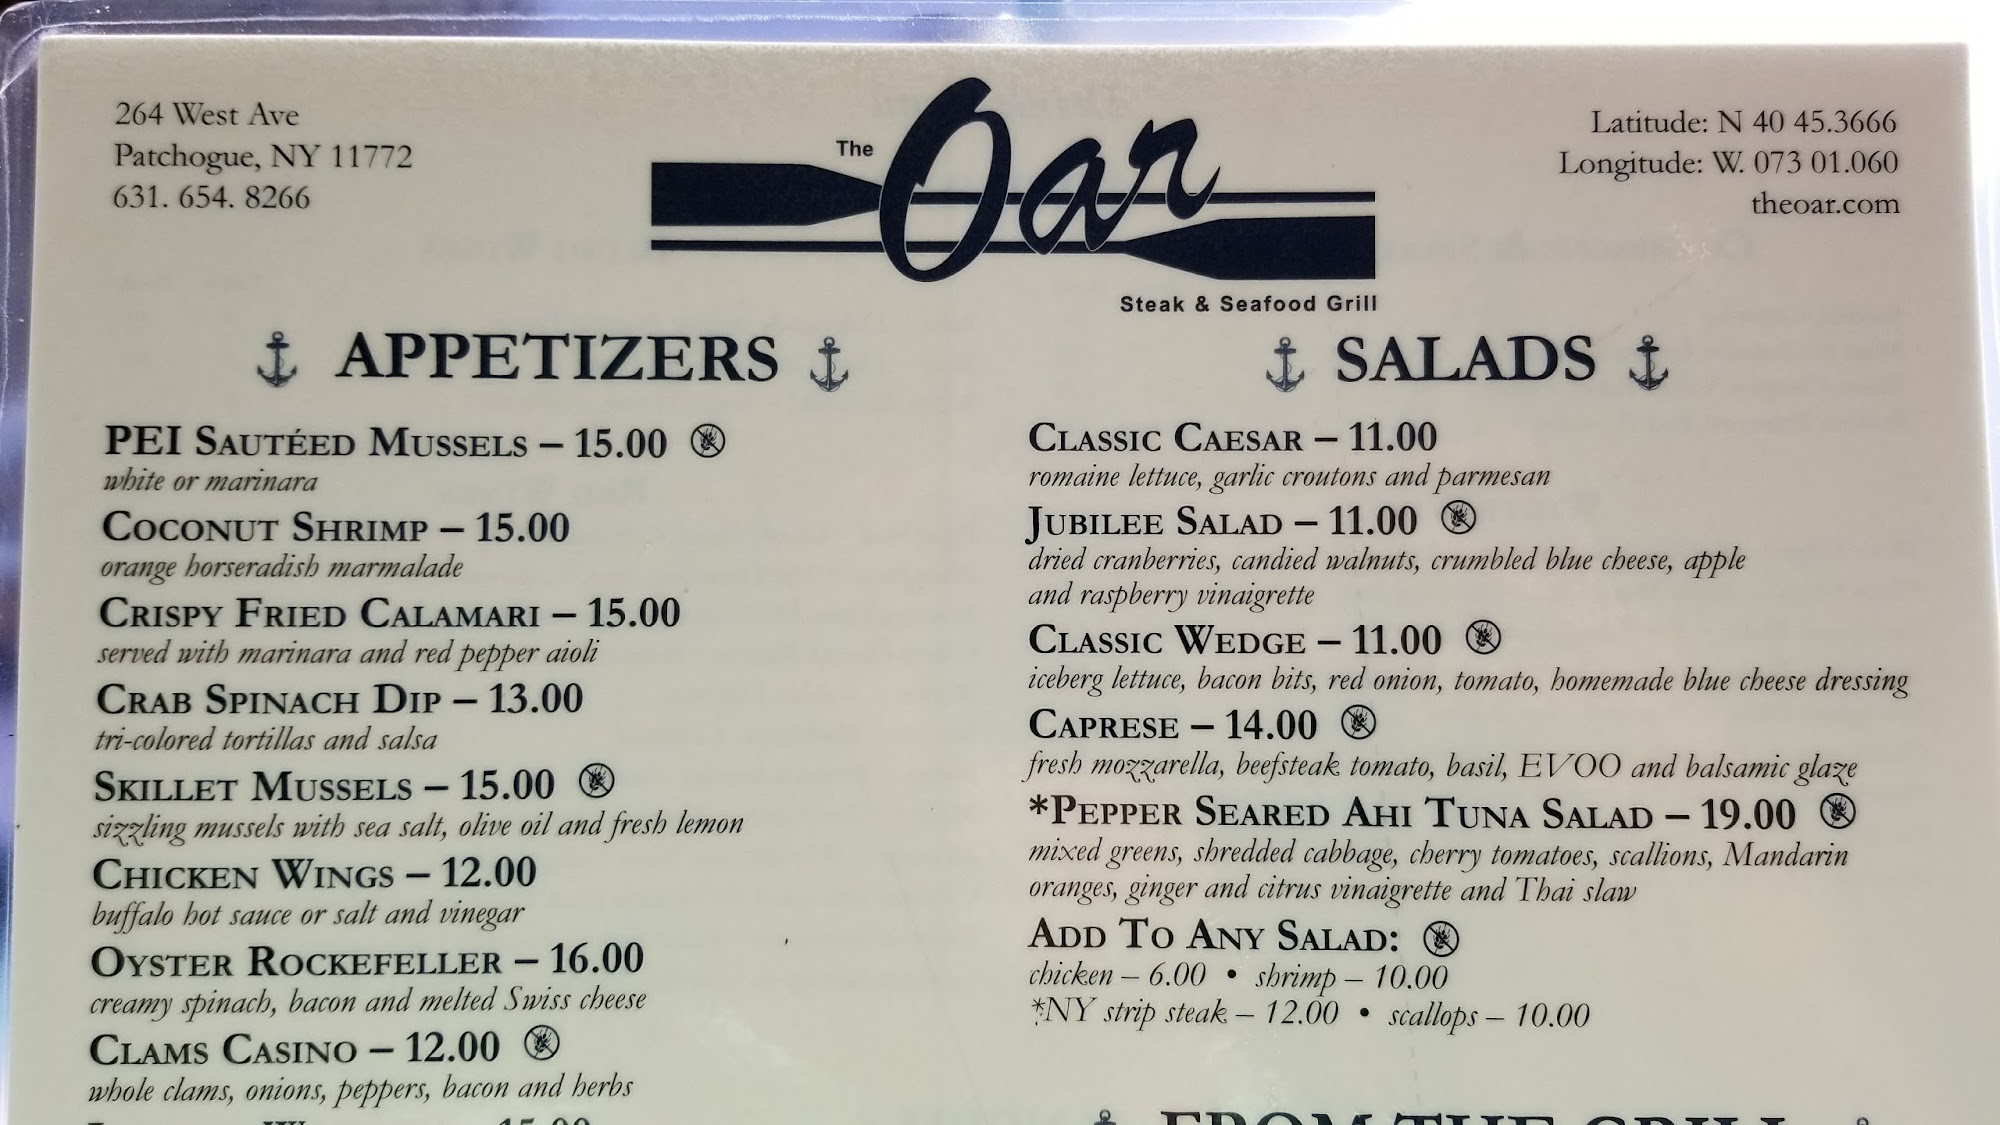 264 West Ave
Patchogue, NY 11772
631. 654. 8266
The Oar
Steak & Seafood Grill
Latitude: N 40 45.3666
Longitude: W. 073 01.060
theoar.com
APPETIZERS
PEI SAUTÉED MUSSELS – 15.00
white or marinara
COCONUT SHRIMP – 15.00
orange horseradish marmalade
CRISPY FRIED CALAMARI – 15.00
served with marinara and red pepper aioli
CRAB SPINACH DIP – 13.00
tri-colored tortillas and salsa
SKILLET MUSSELS – 15.00
sizzling mussels with sea salt, olive oil and fresh lemon
CHICKEN WINGS – 12.00
buffalo hot sauce or salt and vinegar
OYSTER ROCKEFELLER – 16.00
creamy spinach, bacon and melted Swiss cheese
CLAMS CASINO – 12.00
whole clams, onions, peppers, bacon and herbs
15.00
SALADS
CLASSIC CAESAR – 11.00
romaine lettuce, garlic croutons and parmesan
JUBILEE SALAD – 11.00
dried cranberries, candied walnuts, crumbled blue cheese, apple
and raspberry vinaigrette
CLASSIC WEDGE – 11.00
iceberg lettuce, bacon bits, red onion, tomato, homemade blue cheese dressing
CAPRESE – 14.00
fresh mozzarella, beefsteak tomato, basil, EVOO and balsamic glaze
*PEPPER SEARED AHI TUNA SALAD – 19.00
mixed greens, shredded cabbage, cherry tomatoes, scallions, Mandarin
oranges, ginger and citrus vinaigrette and Thai slaw
ADD TO ANY SALAD:
chicken – 6.00 • shrimp – 10.00
*NY strip steak – 12.00 • scallops – 10.00
FROM THE GRILL